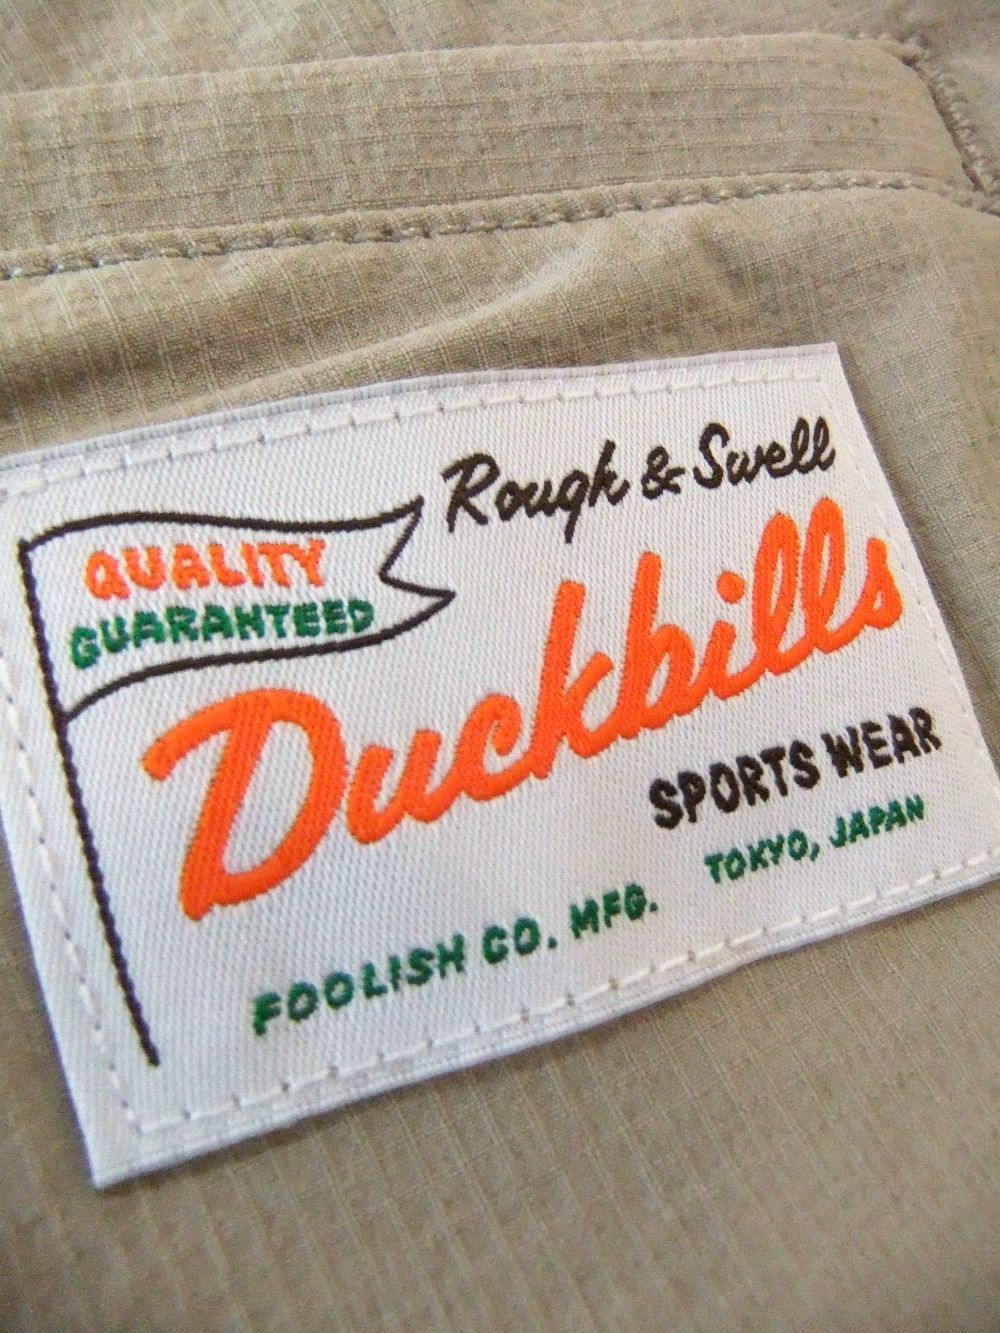 Rough & Swell
QUALITY
GUARANTEED
Duckbills
SPORTS WEAR
TOKYO, JAPAN
FOOLISH CO. MFG.